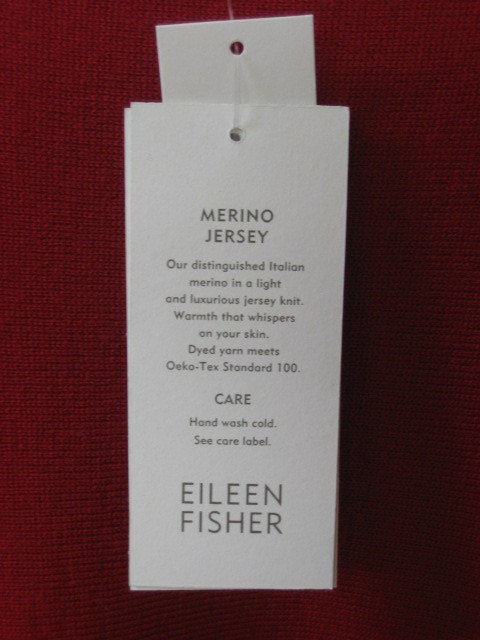 MERINO
JERSEY
Our distinguished Italian
merino in a light
and luxurious jersey knit.
Warmth that whispers
on your skin.
Dyed yarn meets
Oeko-Tex Standard 100.
CARE
Hand wash cold.
See care label.
EILEEN
FISHER